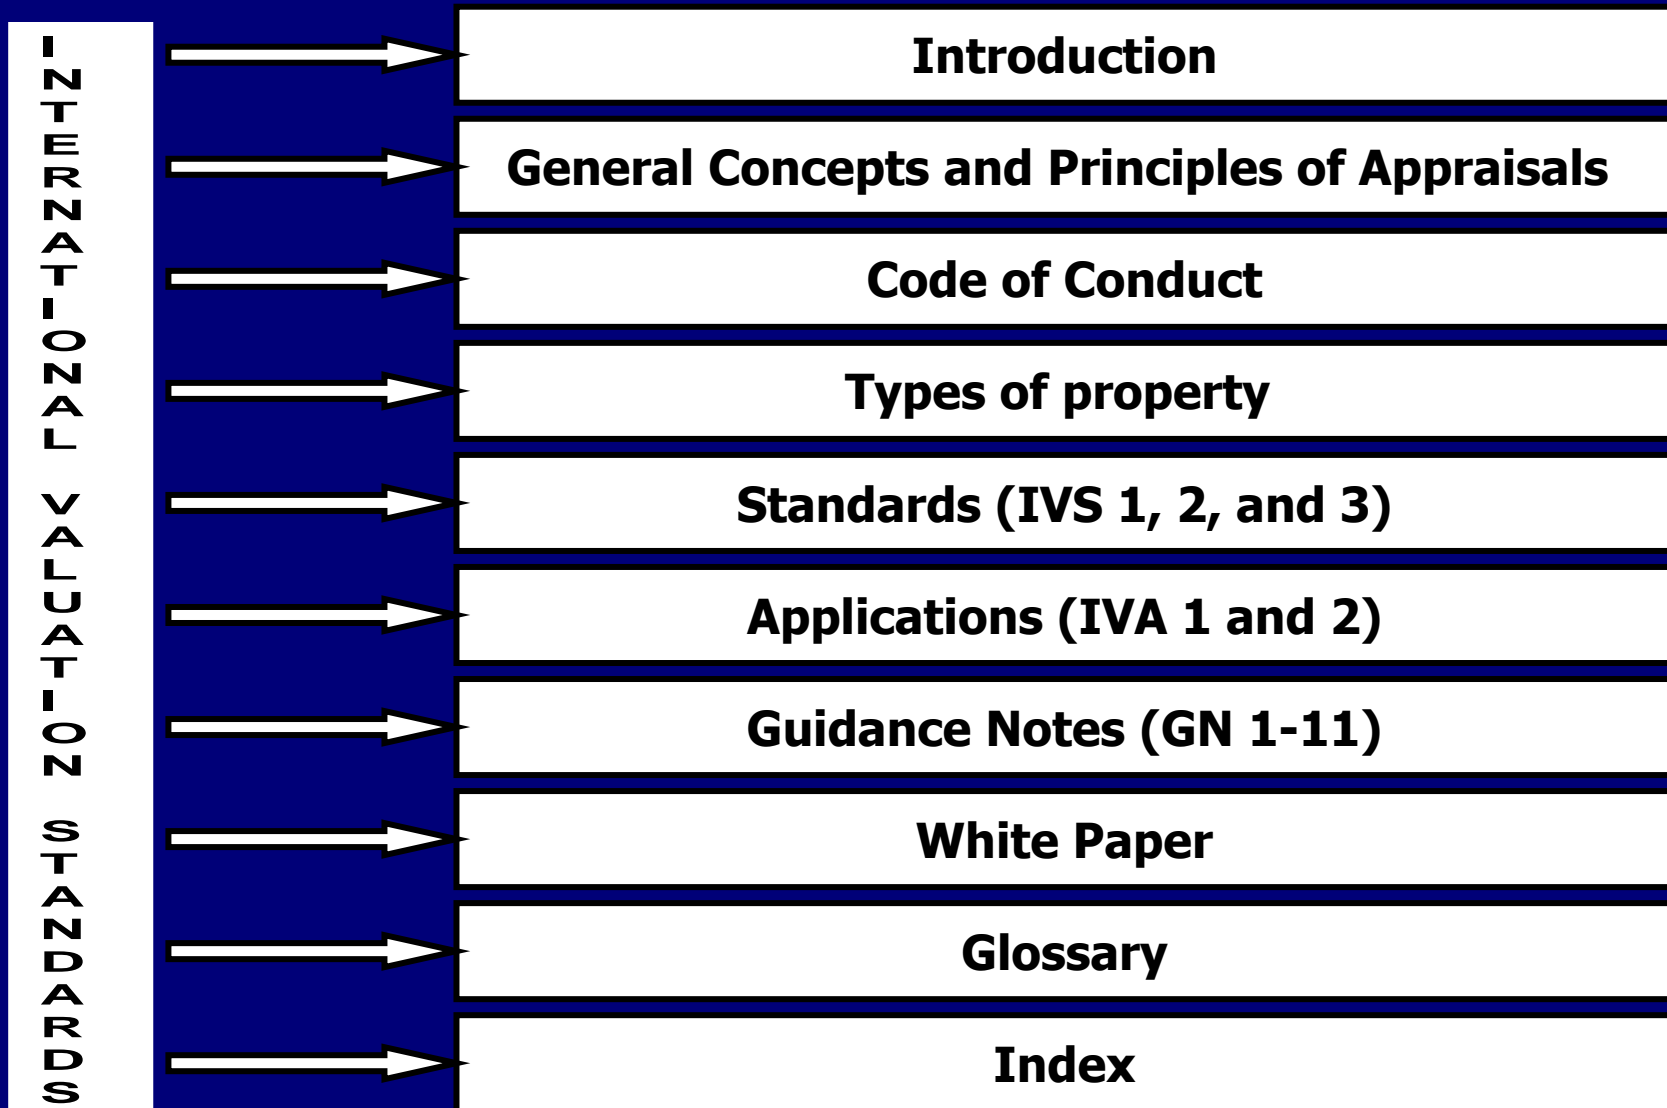 INTERNATIONAL VALUATION STANDARDS
Introduction
General Concepts and Principles of Appraisals
Code of Conduct
Types of property
Standards (IVS 1, 2, and 3)
Applications (IVA 1 and 2)
Guidance Notes (GN 1-11)
White Paper
Glossary
Index